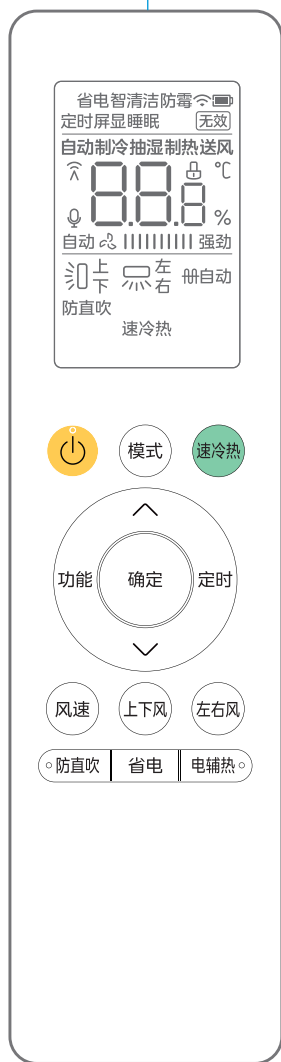 省电智清洁防霉
定时屏显睡眠 无效
自动制冷抽湿制热送风
88.8 ℃
%
自动 强劲
上下 左右 自动
防直吹
速冷热
模式 速冷热
功能 确定 定时
风速 上下风 左右风
防直吹 省电 电辅热